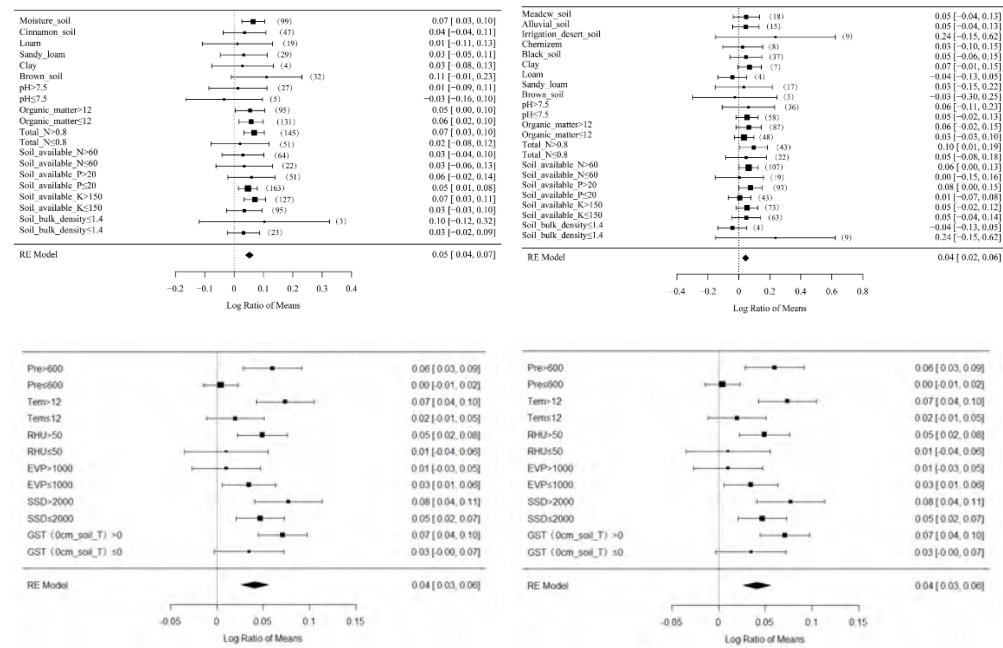 Moisture_soil (99) 0.07 [0.03, 0.10]
Cinnamon_soil (47) 0.04 [−0.04, 0.11]
Loam (19) 0.01 [−0.11, 0.13]
Sandy_loam (29) 0.03 [−0.05, 0.11]
Clay (4) 0.03 [−0.08, 0.13]
Brown_soil (32) 0.11 [−0.01, 0.23]
pH>7.5 (27) 0.01 [−0.09, 0.11]
pH≤7.5 (5) −0.03 [−0.16, 0.10]
Organic_matter>12 (95) 0.05 [0.00, 0.10]
Organic_matter≤12 (131) 0.06 [0.02, 0.10]
Total_N>0.8 (145) 0.07 [0.03, 0.10]
Total_N≤0.8 (51) 0.02 [−0.08, 0.12]
Soil_available_N>60 (64) 0.03 [−0.04, 0.10]
Soil_available_N≤60 (22) 0.03 [−0.06, 0.13]
Soil_available_P>20 (51) 0.06 [−0.02, 0.14]
Soil_available_P≤20 (163) 0.05 [0.01, 0.08]
Soil_available_K>150 (127) 0.07 [0.03, 0.11]
Soil_available_K≤150 (95) 0.03 [−0.03, 0.10]
Soil_bulk_density≤1.4 (3) 0.10 [−0.12, 0.32]
Soil_bulk_density≤1.4 (23) 0.03 [−0.02, 0.09]
RE Model 0.05 [0.04, 0.07]
−0.2 −0.1 0 0.1 0.2 0.3 0.4
Log Ratio of Means
Meadew_soil (18) 0.05 [−0.04, 0.13]
Alluvial_soil (15) 0.05 [−0.04, 0.13]
Irrigation_desert_soil (9) 0.24 [−0.15, 0.62]
Chernizem (8) 0.03 [−0.10, 0.15]
Black_soil (37) 0.05 [−0.06, 0.15]
Clay (7) 0.07 [−0.01, 0.15]
Loam (4) −0.04 [−0.13, 0.05]
Sandy_loam (17) 0.03 [−0.15, 0.22]
Brown_soil (3) −0.03 [−0.30, 0.25]
pH>7.5 (36) 0.06 [−0.11, 0.23]
pH≤7.5 (58) 0.05 [−0.02, 0.13]
Organic_matter>12 (87) 0.06 [−0.02, 0.15]
Organic_matter≤12 (48) 0.03 [−0.03, 0.10]
Total_N>0.8 (43) 0.10 [0.01, 0.19]
Total_N≤0.8 (22) 0.05 [−0.08, 0.18]
Soil_available_N>60 (107) 0.06 [0.00, 0.13]
Soil_available_N≤60 (19) 0.00 [−0.15, 0.16]
Soil_available_P>20 (93) 0.08 [0.00, 0.15]
Soil_available_P≤20 (43) 0.01 [−0.07, 0.08]
Soil_available_K>150 (73) 0.05 [−0.02, 0.12]
Soil_available_K≤150 (63) 0.05 [−0.04, 0.14]
Soil_bulk_density≤1.4 (4) −0.04 [−0.13, 0.05]
Soil_bulk_density≤1.4 (9) 0.24 [−0.15, 0.62]
RE Model 0.04 [0.02, 0.06]
−0.4 −0.2 0 0.2 0.4 0.6 0.8
Log Ratio of Means
Pre>600 0.06 [0.03, 0.09]
Pre≤600 0.00 [-0.01, 0.02]
Tem>12 0.07 [0.04, 0.10]
Tem≤12 0.02 [-0.01, 0.05]
RHU>50 0.05 [0.02, 0.08]
RHU≤50 0.01 [-0.04, 0.06]
EVP>1000 0.01 [-0.03, 0.05]
EVP≤1000 0.03 [0.01, 0.06]
SSD>2000 0.08 [0.04, 0.11]
SSD≤2000 0.05 [0.02, 0.07]
GST (0cm_soil_T) >0 0.07 [0.04, 0.10]
GST (0cm_soil_T) ≤0 0.03 [-0.00, 0.07]
RE Model 0.04 [0.03, 0.06]
-0.05 0 0.05 0.1 0.15
Log Ratio of Means
Pre>600 0.06 [0.03, 0.09]
Pre≤600 0.00 [-0.01, 0.02]
Tem>12 0.07 [0.04, 0.10]
Tem≤12 0.02 [-0.01, 0.05]
RHU>50 0.05 [0.02, 0.08]
RHU≤50 0.01 [-0.04, 0.06]
EVP>1000 0.01 [-0.03, 0.05]
EVP≤1000 0.03 [0.01, 0.06]
SSD>2000 0.08 [0.04, 0.11]
SSD≤2000 0.05 [0.02, 0.07]
GST (0cm_soil_T) >0 0.07 [0.04, 0.10]
GST (0cm_soil_T) ≤0 0.03 [-0.00, 0.07]
RE Model 0.04 [0.03, 0.06]
-0.05 0 0.05 0.1 0.15
Log Ratio of Means